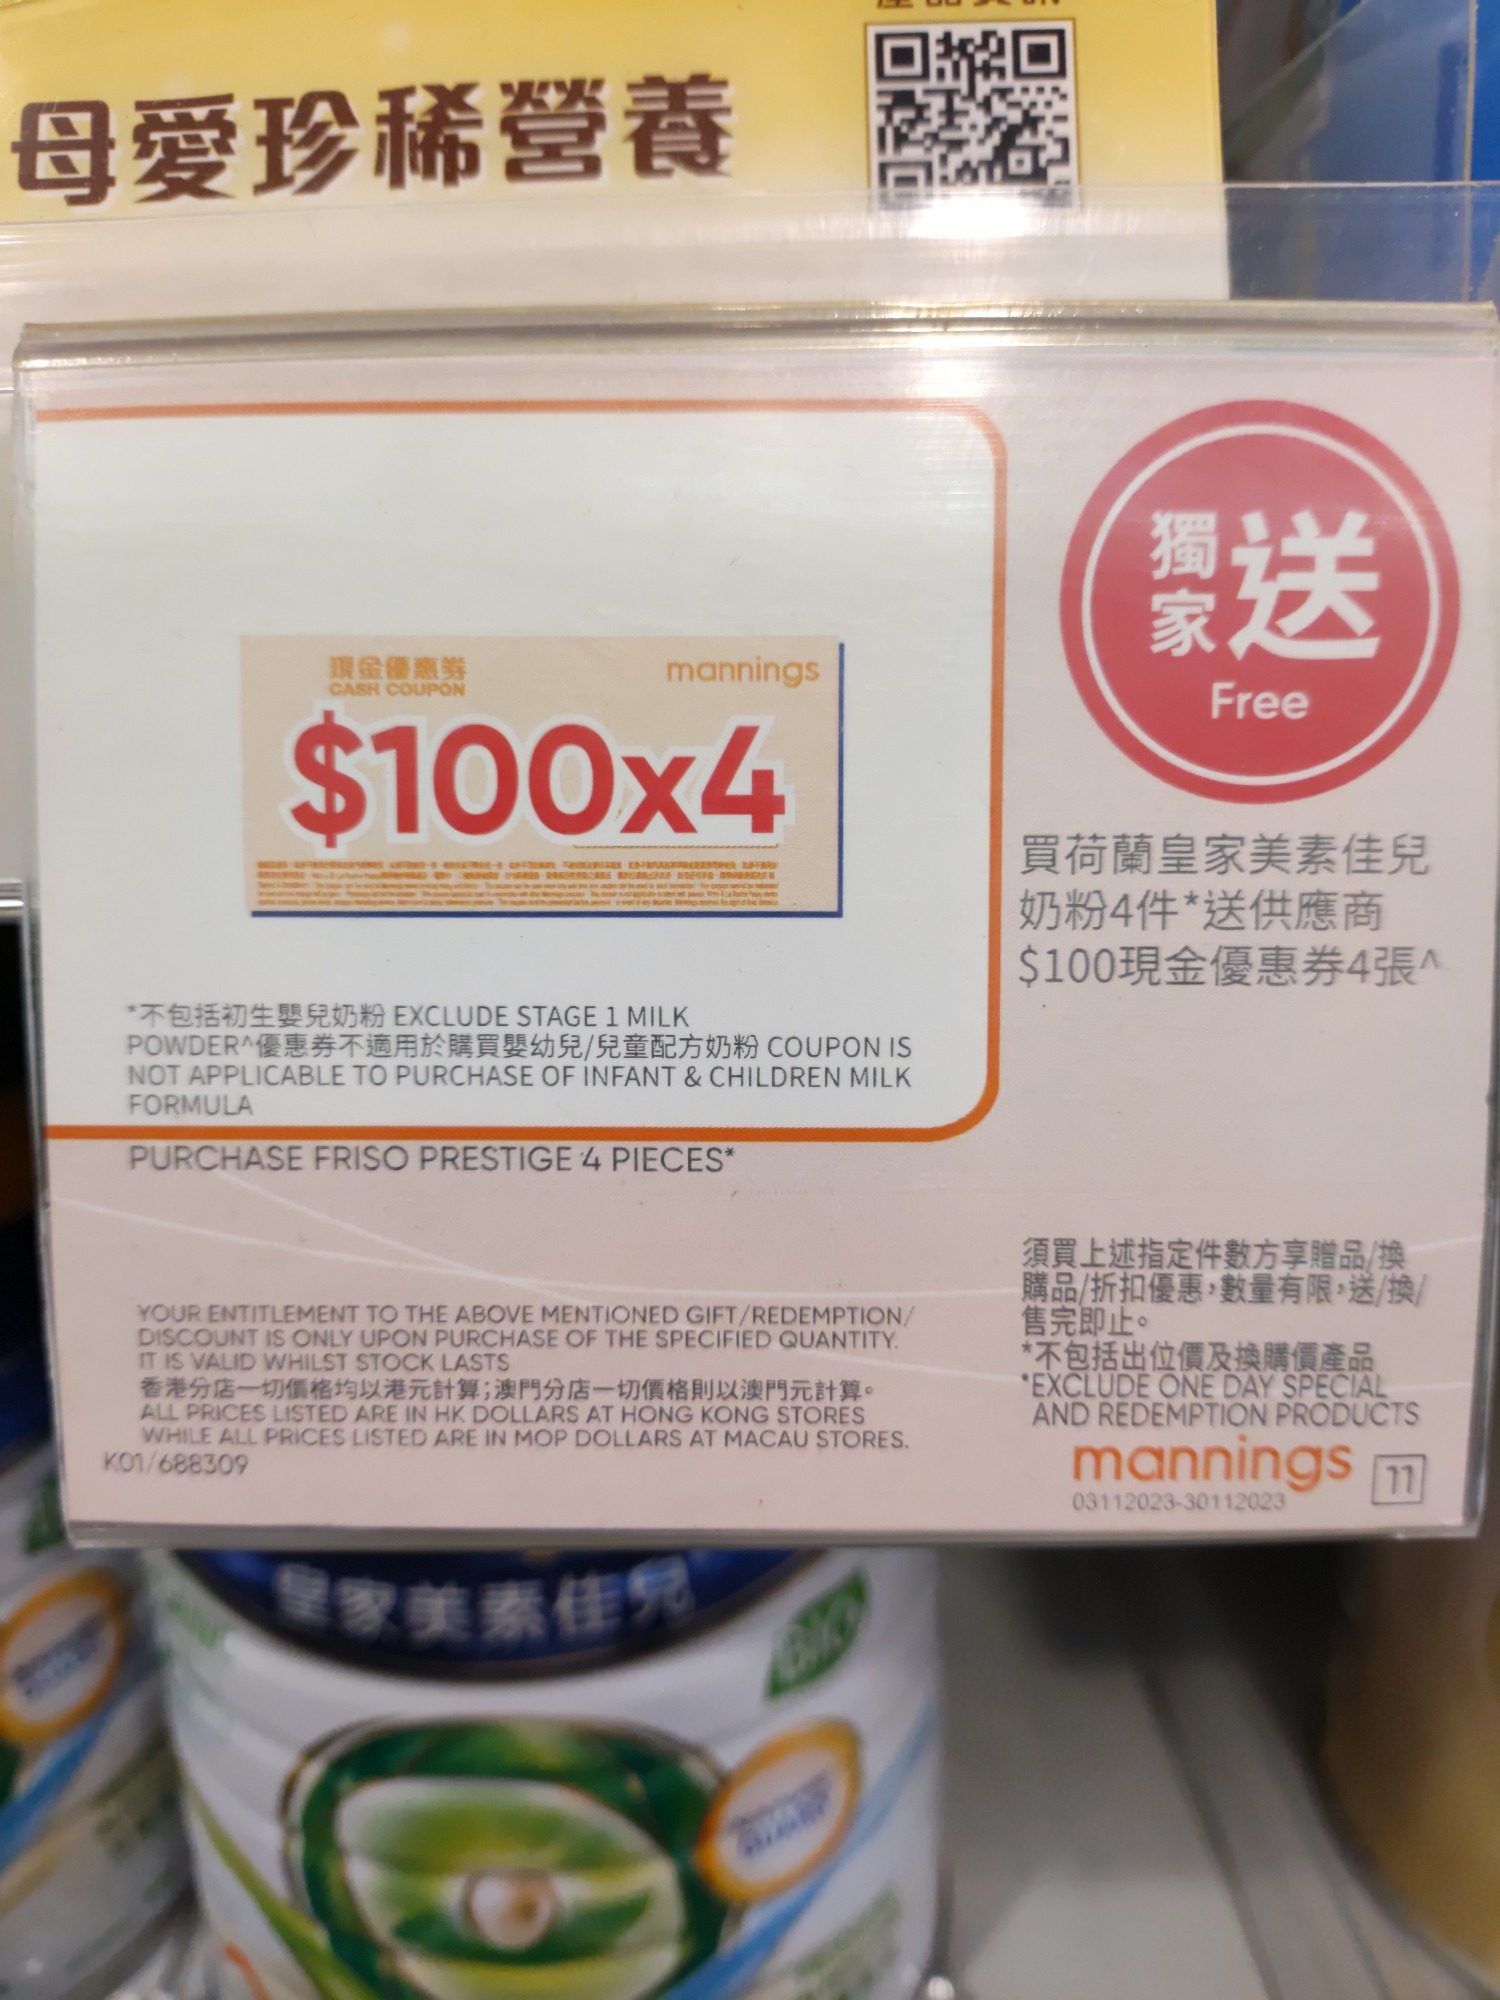 母愛珍稀營養
獨家送
Free
現金優惠券
CASH COUPON
mannings
$100x4
買荷蘭皇家美素佳兒
奶粉4件*送供應商
$100現金優惠券4張^
*不包括初生嬰兒奶粉 EXCLUDE STAGE 1 MILK
POWDER^優惠券不適用於購買嬰幼兒/兒童配方奶粉 COUPON IS
NOT APPLICABLE TO PURCHASE OF INFANT & CHILDREN MILK
FORMULA
PURCHASE FRISO PRESTIGE 4 PIECES*
YOUR ENTITLEMENT TO THE ABOVE MENTIONED GIFT/REDEMPTION/
DISCOUNT IS ONLY UPON PURCHASE OF THE SPECIFIED QUANTITY.
IT IS VALID WHILST STOCK LASTS
香港分店一切價格均以港元計算;澳門分店一切價格則以澳門元計算。
ALL PRICES LISTED ARE IN HK DOLLARS AT HONG KONG STORES
WHILE ALL PRICES LISTED ARE IN MOP DOLLARS AT MACAU STORES.
K01/688309
須買上述指定件數方享贈品/換
購品/折扣優惠,數量有限,送/換/
售完即止。
*不包括出位價及換購價產品
*EXCLUDE ONE DAY SPECIAL
AND REDEMPTION PRODUCTS
mannings
11
03112023-30112023
皇家美素佳兒
BIO